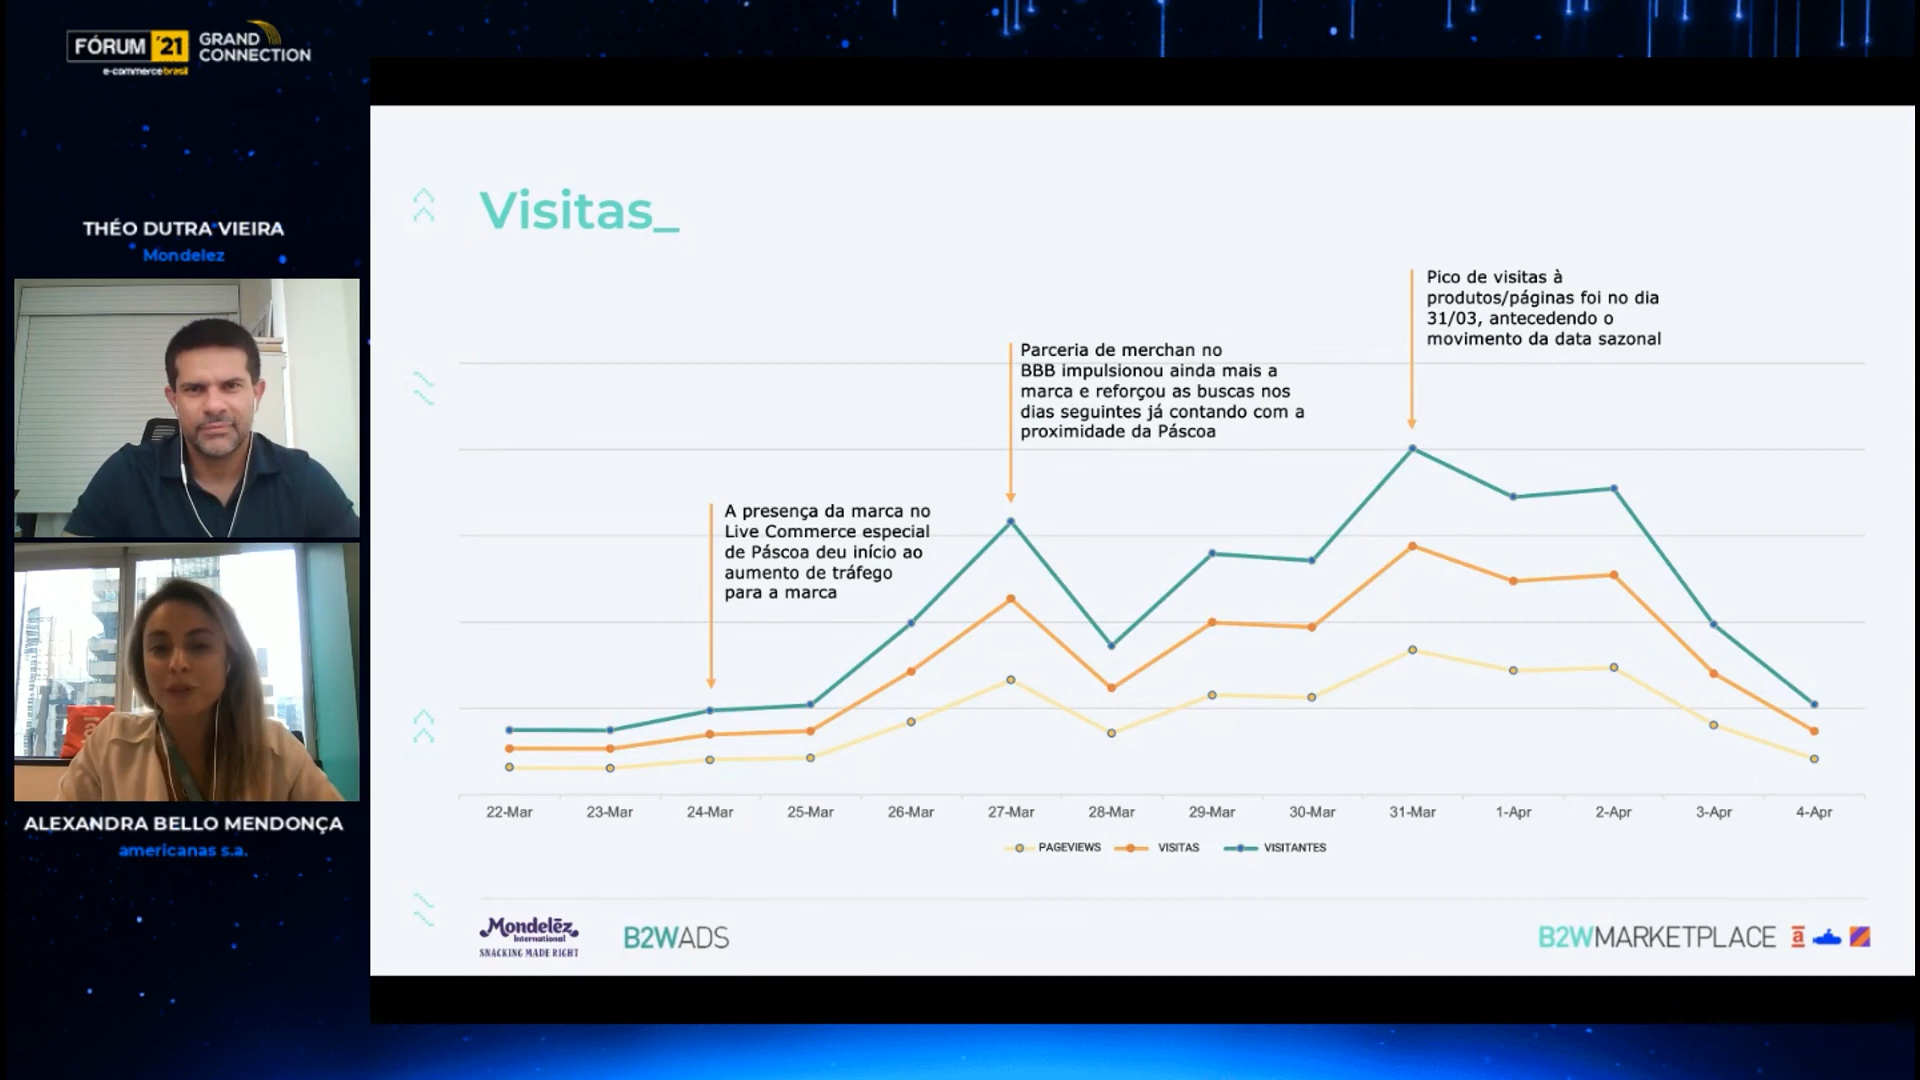 FÓRUM '21 GRAND CONNECTION
e-commercebrasil
THÉO DUTRA VIEIRA
Mondelez
ALEXANDRA BELLO MENDONÇA
americanas s.a.
Visitas_
A presença da marca no
Live Commerce especial
de Páscoa deu início ao
aumento de tráfego
para a marca
Parceria de merchan no
BBB impulsionou ainda mais a
marca e reforçou as buscas nos
dias seguintes já contando com a
proximidade da Páscoa
Pico de visitas à
produtos/páginas foi no dia
31/03, antecedendo o
movimento da data sazonal
22-Mar 23-Mar 24-Mar 25-Mar 26-Mar 27-Mar 28-Mar 29-Mar 30-Mar 31-Mar 1-Apr 2-Apr 3-Apr 4-Apr
PAGEVIEWS VISITAS VISITANTES
Mondelēz
International
SNACKING MADE RIGHT
B2WADS
B2WMARKETPLACE a